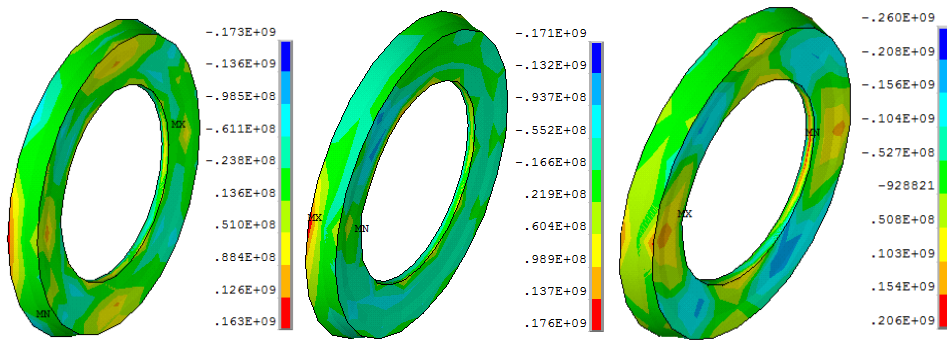 -.173E+09
-.136E+09
-.985E+08
-.611E+08
-.238E+08
.136E+08
.510E+08
.884E+08
.126E+09
.163E+09
MX
MN
-.171E+09
-.132E+09
-.937E+08
-.552E+08
-.166E+08
.219E+08
.604E+08
.989E+08
.137E+09
.176E+09
MX
MN
-.260E+09
-.208E+09
-.156E+09
-.104E+09
-.527E+08
-928821
.508E+08
.103E+09
.154E+09
.206E+09
MN
MX